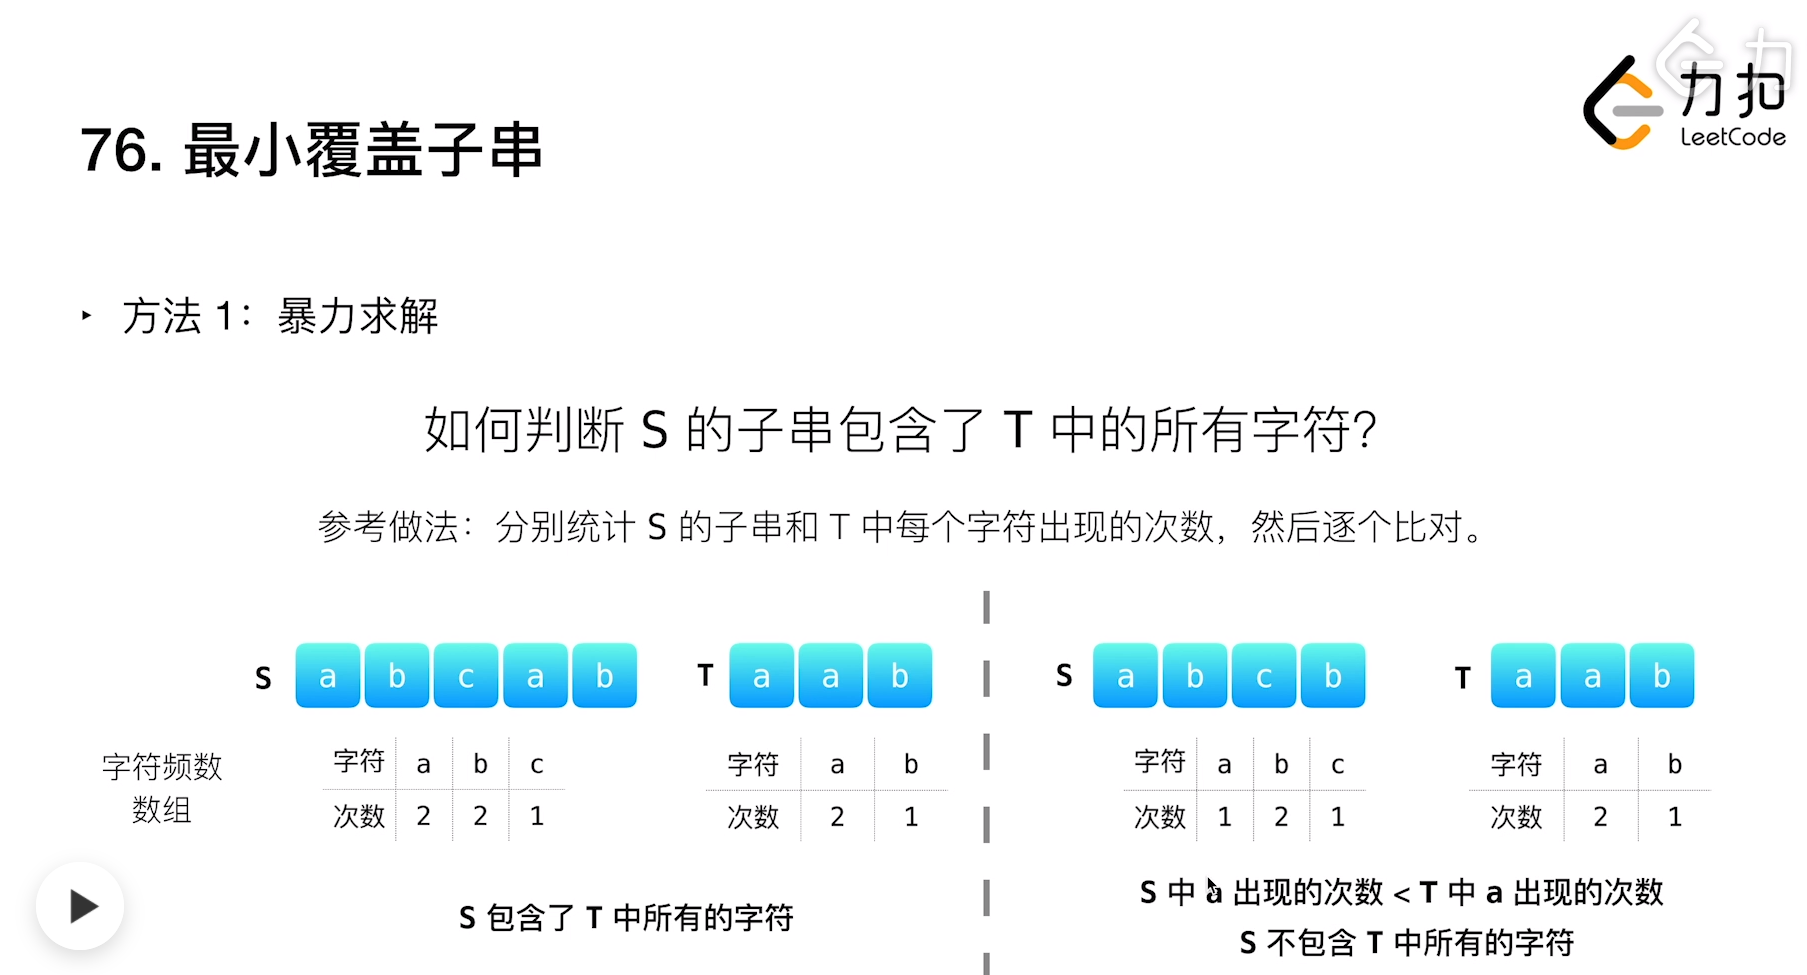 力
力扣
LeetCode
76. 最小覆盖子串
‣ 方法 1：暴力求解
如何判断 S 的子串包含了 T 中的所有字符？
参考做法：分别统计 S 的子串和 T 中每个字符出现的次数，然后逐个比对。
S a b c a b T a a b
字符频数
数组
字符 a b c
次数 2 2 1
字符 a b
次数 2 1
S 包含了 T 中所有的字符
S a b c b T a a b
字符 a b c
次数 1 2 1
字符 a b
次数 2 1
S 中 a 出现的次数 < T 中 a 出现的次数
S 不包含 T 中所有的字符